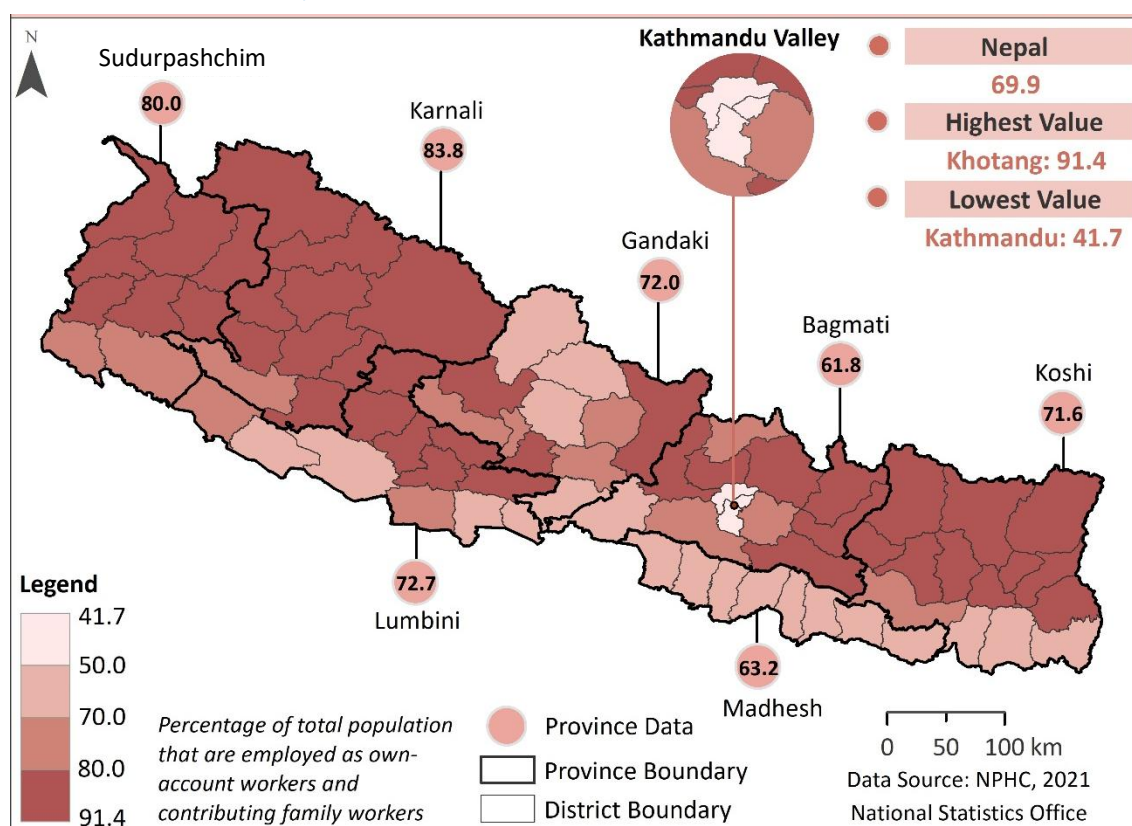 N
Sudurpashchim
80.0
Karnali
83.8
Kathmandu Valley
Nepal
69.9
Highest Value
Khotang: 91.4
Lowest Value
Kathmandu: 41.7
Gandaki
72.0
Bagmati
61.8
Koshi
71.6
72.7
Lumbini
63.2
Madhesh
Legend
41.7
50.0
70.0
80.0
91.4
Percentage of total population
that are employed as own-
account workers and
contributing family workers
Province Data
Province Boundary
District Boundary
0 50 100 km
Data Source: NPHC, 2021
National Statistics Office